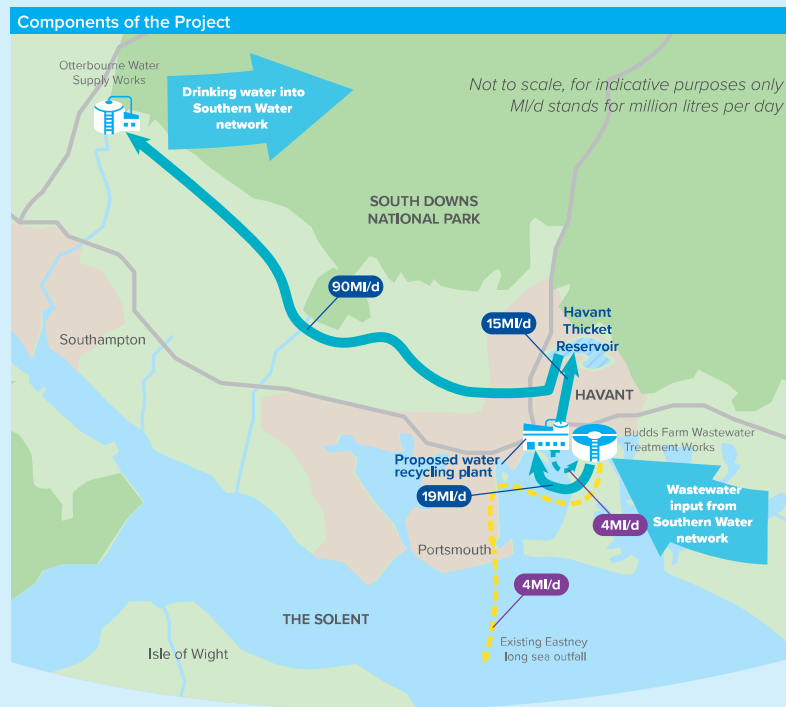 Components of the Project
Otterbourne Water
Supply Works
Drinking water into
Southern Water
network
Not to scale, for indicative purposes only
Ml/d stands for million litres per day
SOUTH DOWNS
NATIONAL PARK
90Ml/d
15Ml/d
Havant
Thicket
Reservoir
Southampton
HAVANT
Budds Farm Wastewater
Treatment Works
Proposed water
recycling plant
19Ml/d
Wastewater
input from
Southern Water
network
4Ml/d
Portsmouth
4Ml/d
THE SOLENT
Existing Eastney
long sea outfall
Isle of Wight